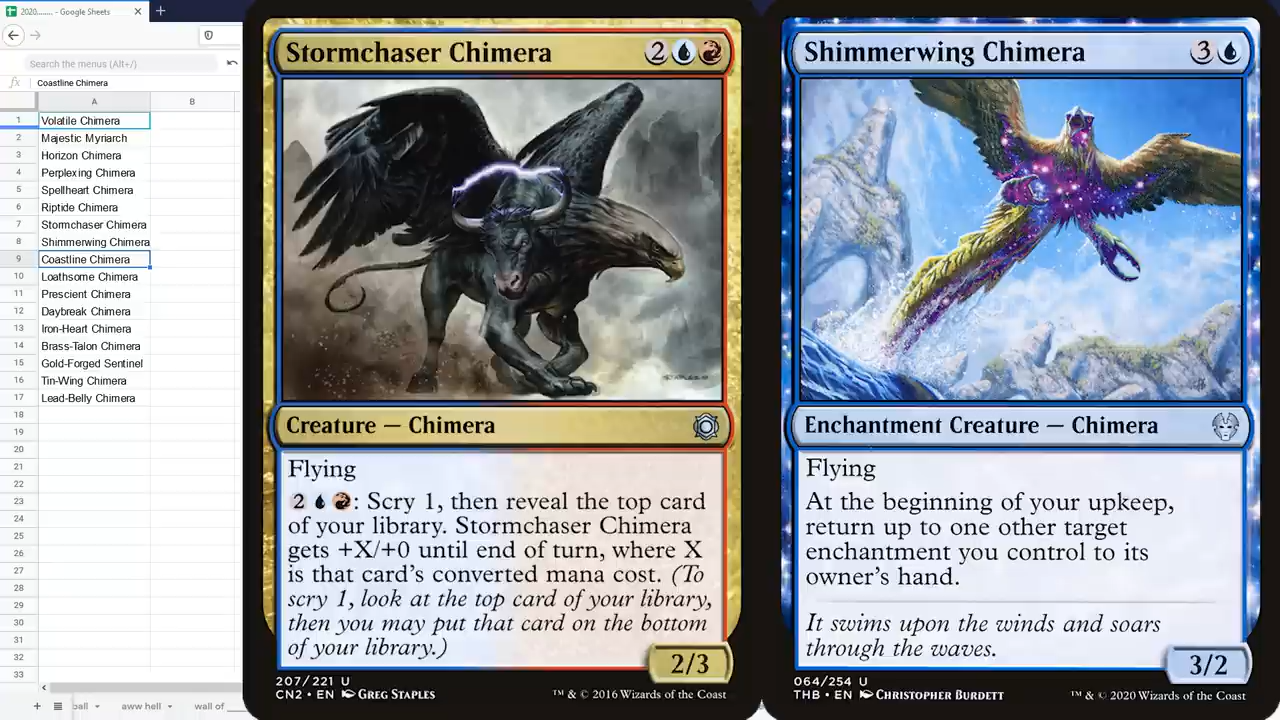 2020........ - Google Sheets
Search the menus (Alt+/)
fx Coastline Chimera
A B
1 Volatile Chimera
2 Majestic Myriarch
3 Horizon Chimera
4 Perplexing Chimera
5 Spellheart Chimera
6 Riptide Chimera
7 Stormchaser Chimera
8 Shimmerwing Chimera
9 Coastline Chimera
10 Loathsome Chimera
11 Prescient Chimera
12 Daybreak Chimera
13 Iron-Heart Chimera
14 Brass-Talon Chimera
15 Gold-Forged Sentinel
16 Tin-Wing Chimera
17 Lead-Belly Chimera
18
19
20
21
22
23
24
25
26
27
28
29
30
31
32
33
ball aww hell wall of ___
Stormchaser Chimera 2
Creature — Chimera
Flying
2 : Scry 1, then reveal the top card
of your library. Stormchaser Chimera
gets +X/+0 until end of turn, where X
is that card's converted mana cost. (To
scry 1, look at the top card of your library,
then you may put that card on the bottom
of your library.)
2/3
207/221 U
CN2 • EN GREG STAPLES
™ & © 2016 Wizards of the Coast
Shimmerwing Chimera 3
Enchantment Creature — Chimera
Flying
At the beginning of your upkeep,
return up to one other target
enchantment you control to its
owner's hand.
It swims upon the winds and soars
through the waves.
3/2
064/254 U
THB • EN CHRISTOPHER BURDETT
™ & © 2020 Wizards of the Coast